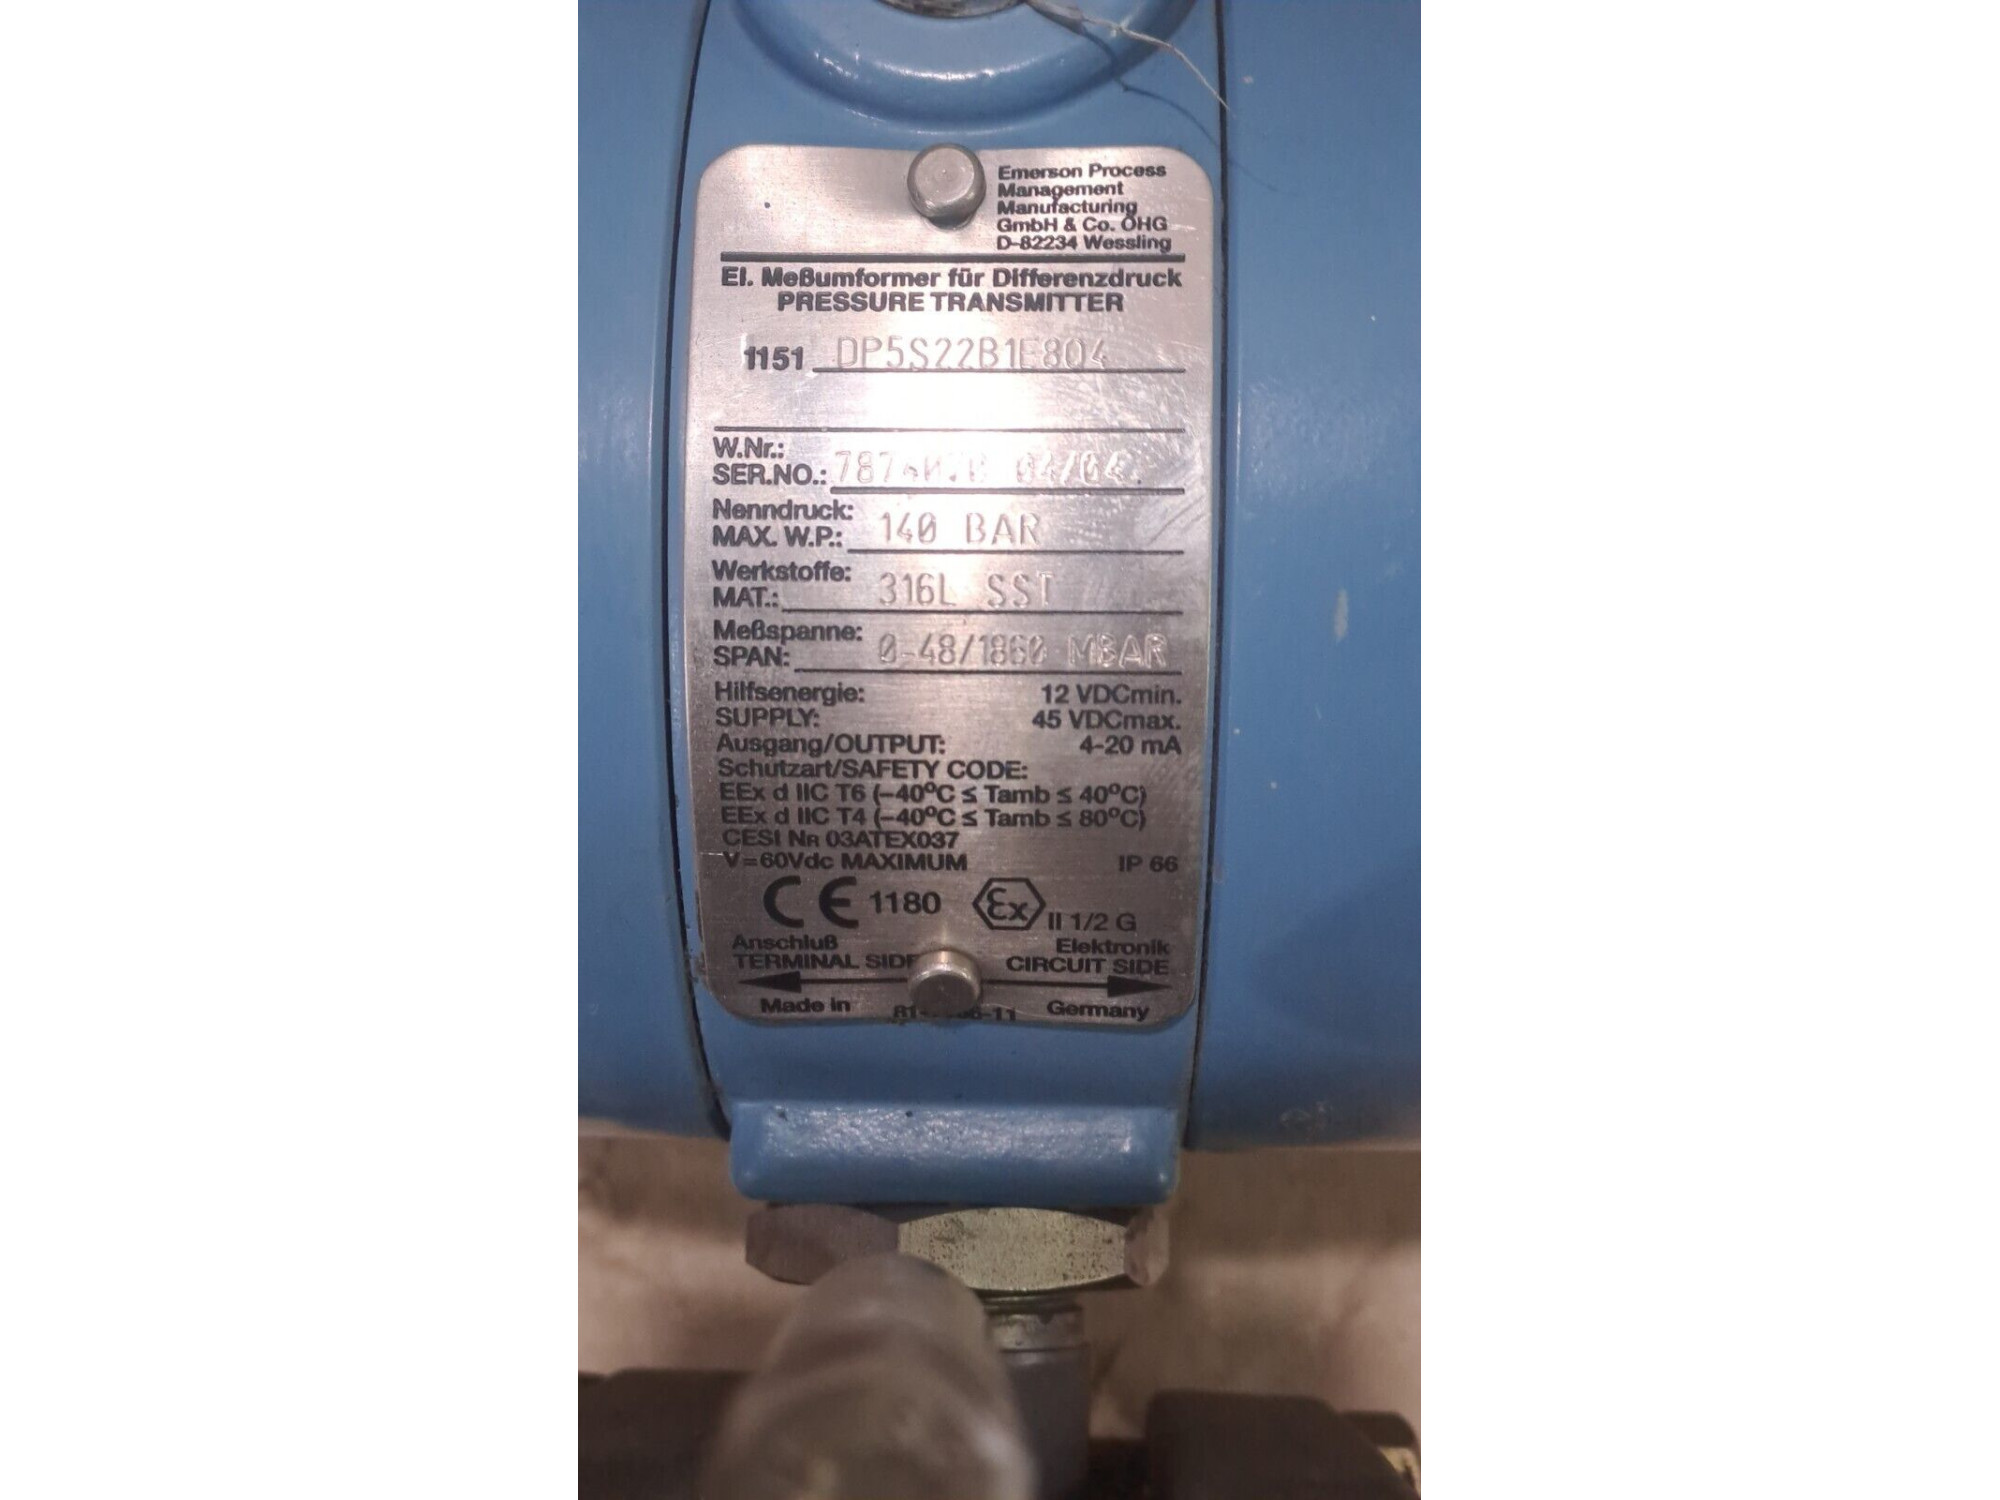 Emerson Process
Management
Manufacturing
GmbH & Co. OHG
D-82234 Wessling
El. Meßumformer für Differenzdruck
PRESSURE TRANSMITTER
1151 DP5S22B1E8O4
W.Nr.:
SER.NO.: 04/04
Nenndruck:
MAX. W.P.: 140 BAR
Werkstoffe:
MAT.: 316L SST
Meßspanne:
SPAN: 0-48/1860 MBAR
Hilfsenergie: 12 VDCmin.
SUPPLY: 45 VDCmax.
Ausgang/OUTPUT: 4-20 mA
Schutzart/SAFETY CODE:
EEx d IIC T6 (–40°C ≤ Tamb ≤ 40°C)
EEx d IIC T4 (–40°C ≤ Tamb ≤ 80°C)
CESI NR 03ATEX037
V=60Vdc MAXIMUM IP 66
CE 1180 Ex II 1/2 G
Anschluß Elektronik
TERMINAL SIDE CIRCUIT SIDE
Made in Germany